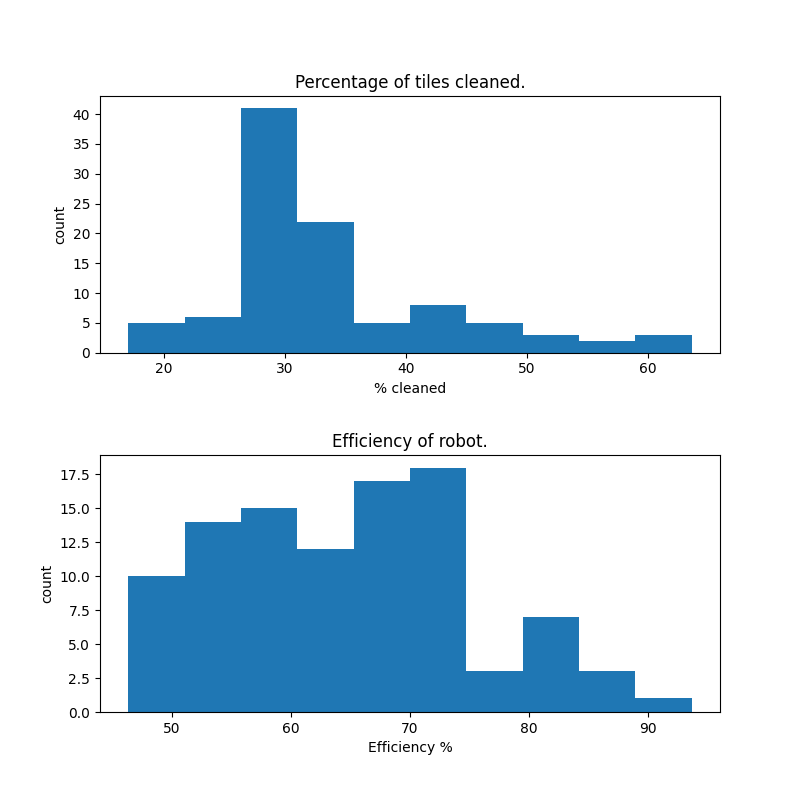 Percentage of tiles cleaned.
40
35
30
25
20
15
10
5
0
count
20 30 40 50 60
% cleaned
Efficiency of robot.
17.5
15.0
12.5
10.0
7.5
5.0
2.5
0.0
count
50 60 70 80 90
Efficiency %